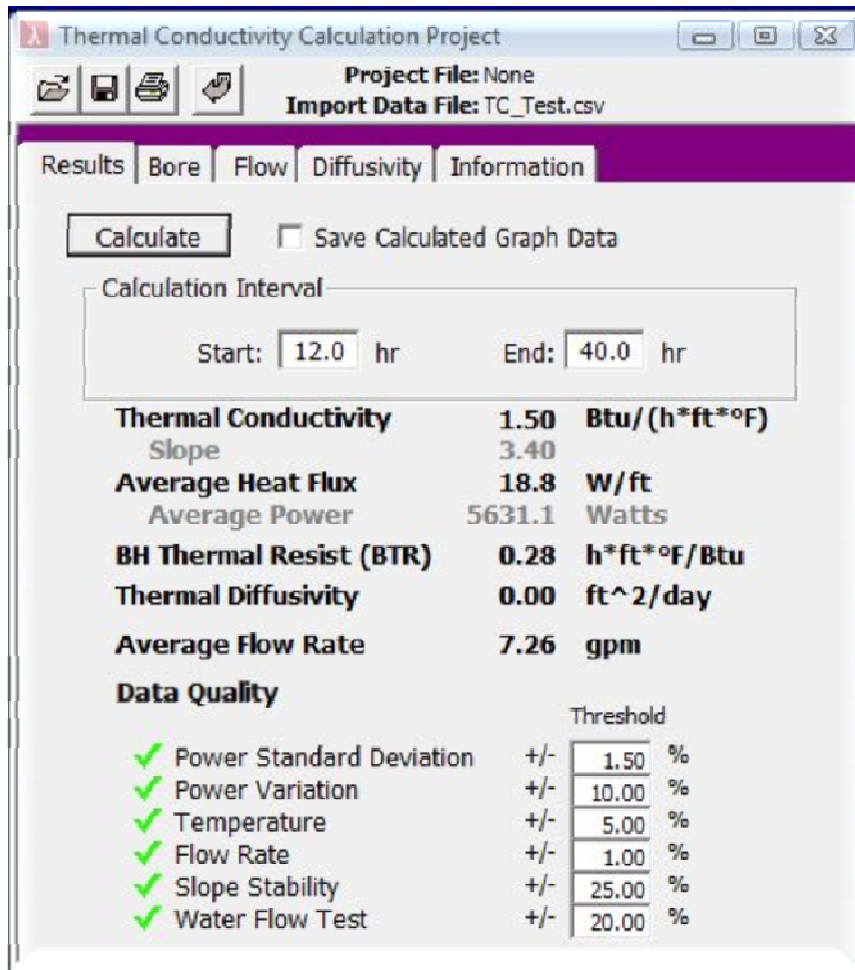 λ Thermal Conductivity Calculation Project
Project File: None
Import Data File: TC_Test.csv
Results Bore Flow Diffusivity Information
Calculate Save Calculated Graph Data
Calculation Interval
Start: 12.0 hr End: 40.0 hr
Thermal Conductivity 1.50 Btu/(h*ft*ºF)
Slope 3.40
Average Heat Flux 18.8 W/ft
Average Power 5631.1 Watts
BH Thermal Resist (BTR) 0.28 h*ft*ºF/Btu
Thermal Diffusivity 0.00 ft^2/day
Average Flow Rate 7.26 gpm
Data Quality
Threshold
Power Standard Deviation +/- 1.50 %
Power Variation +/- 10.00 %
Temperature +/- 5.00 %
Flow Rate +/- 1.00 %
Slope Stability +/- 25.00 %
Water Flow Test +/- 20.00 %